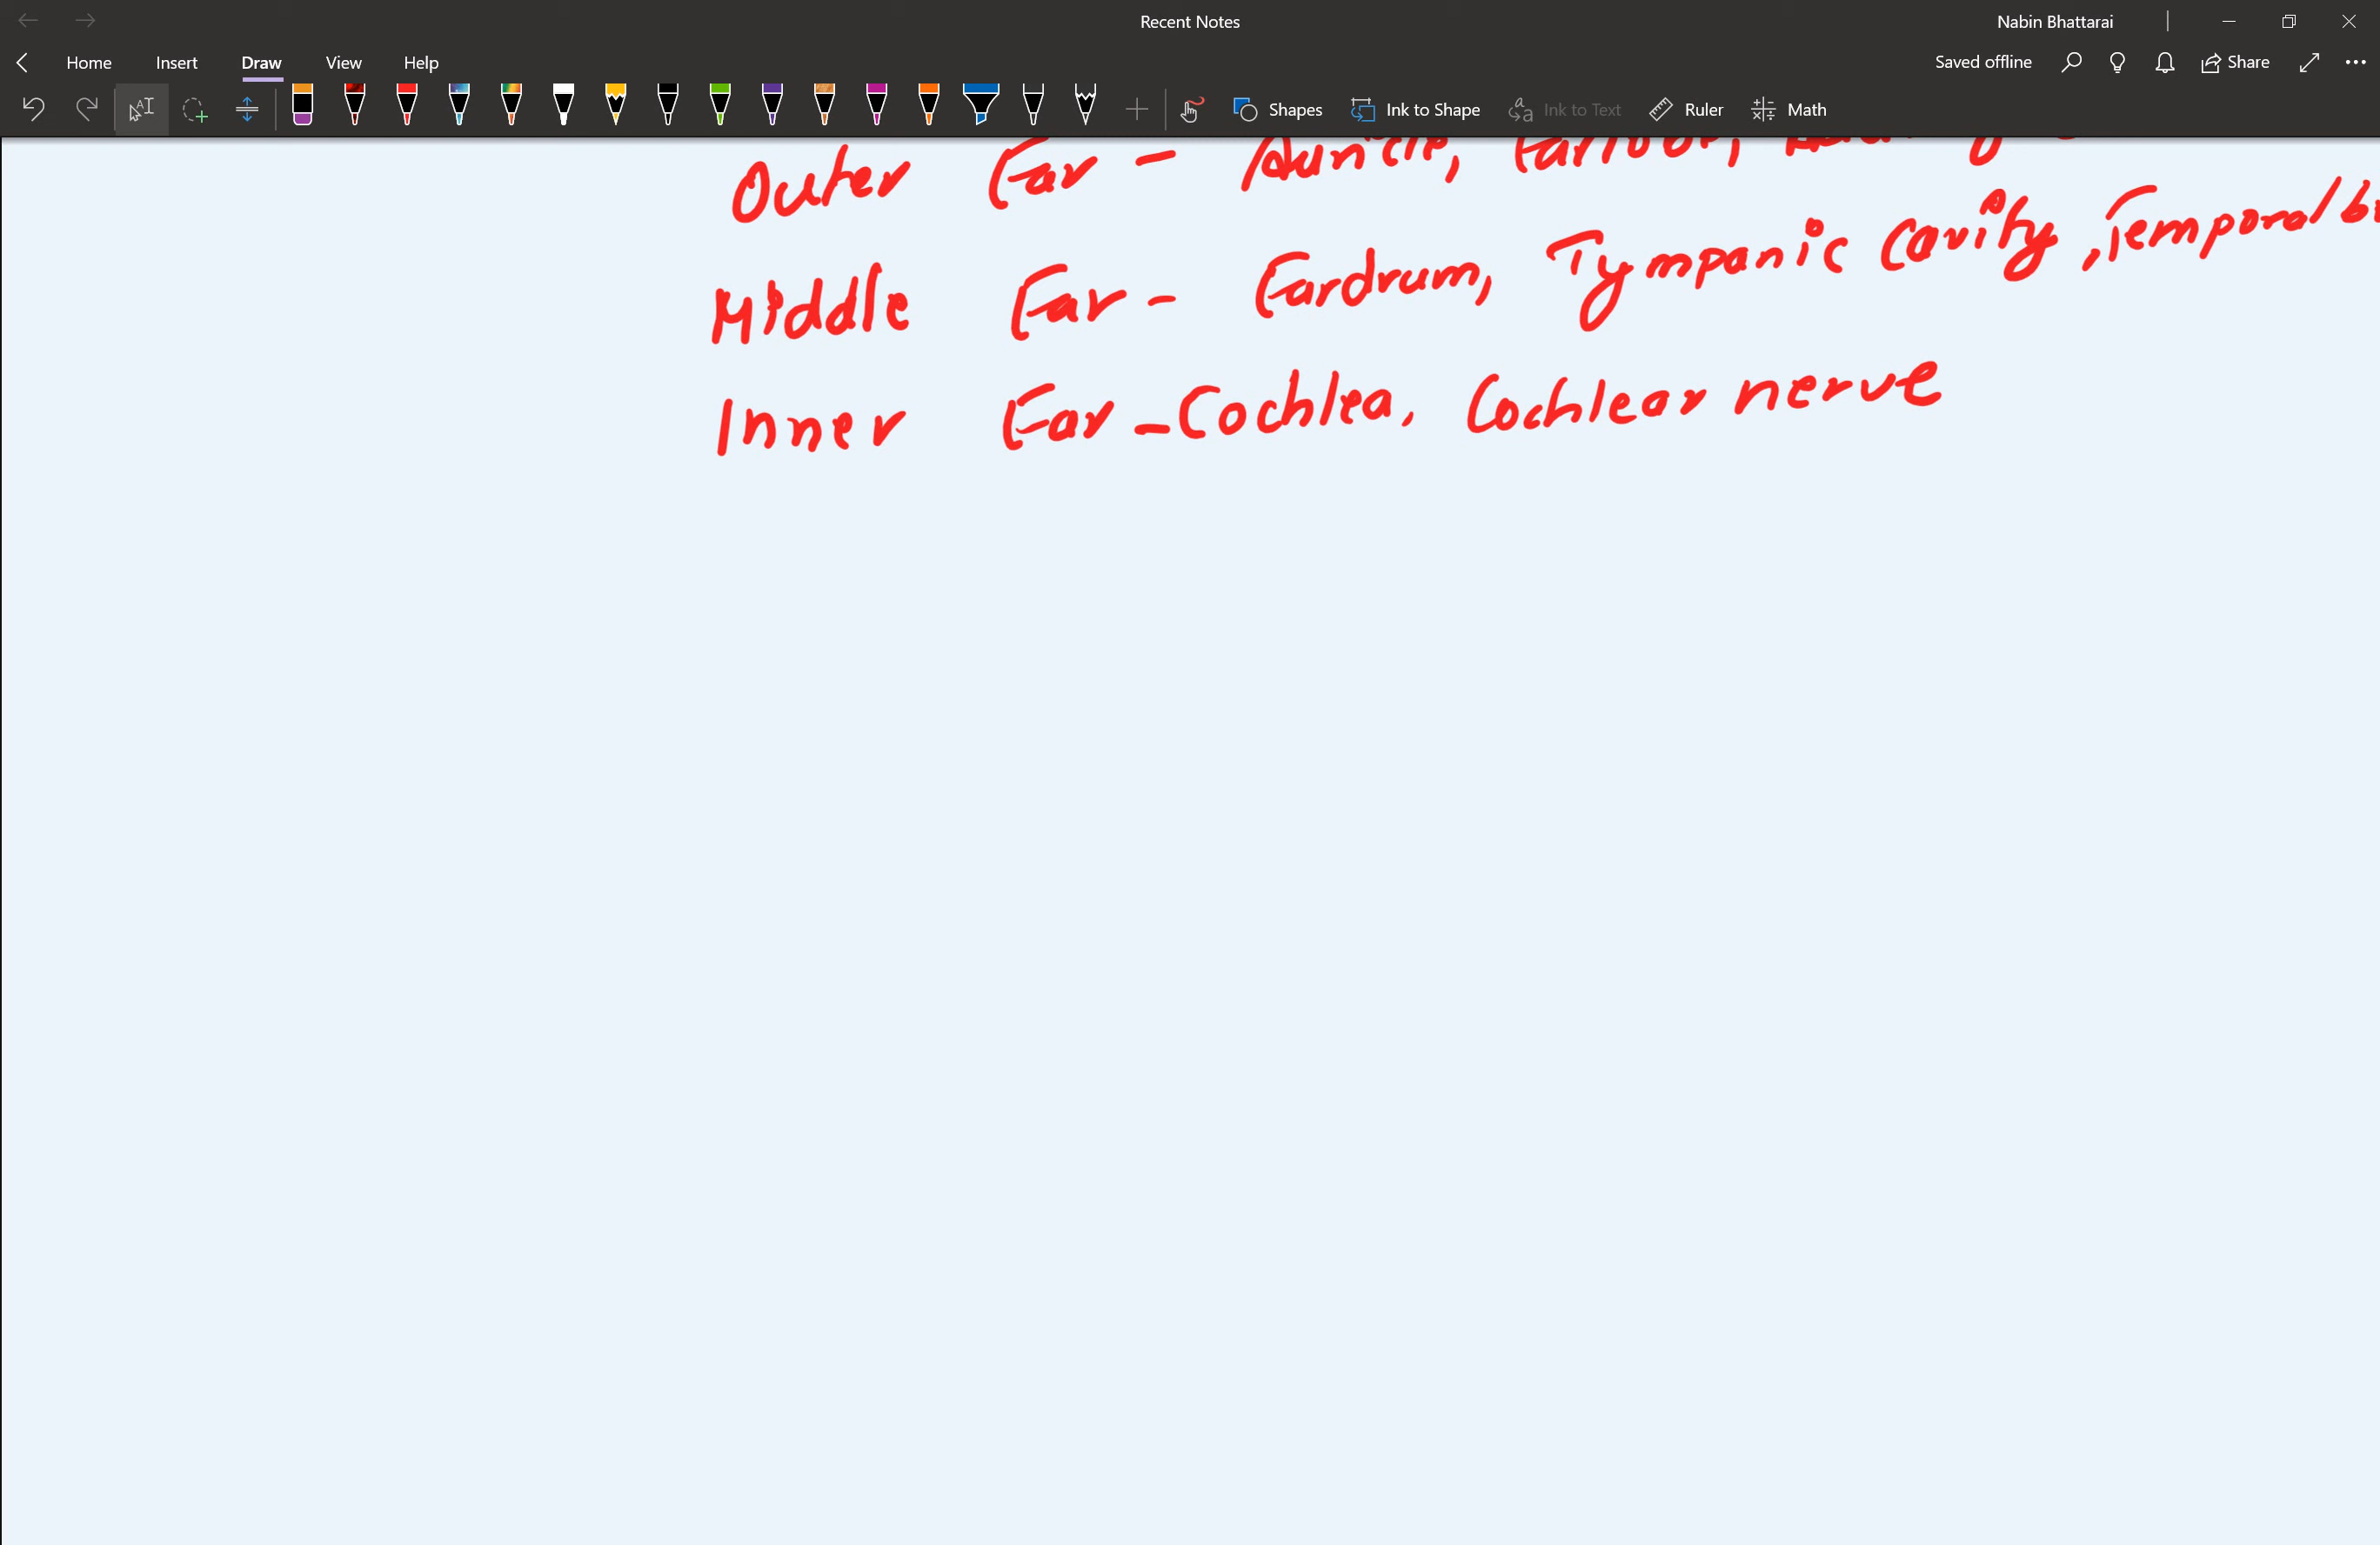 Recent Notes
Nabin Bhattarai
Home Insert Draw View Help
Saved offline Share
Shapes Ink to Shape Ink to Text Ruler Math
Outer Ear -
Middle Ear - Eardrum, Tympanic Cavity, Temporal
Inner Ear - Cochlea, Cochlear nerve